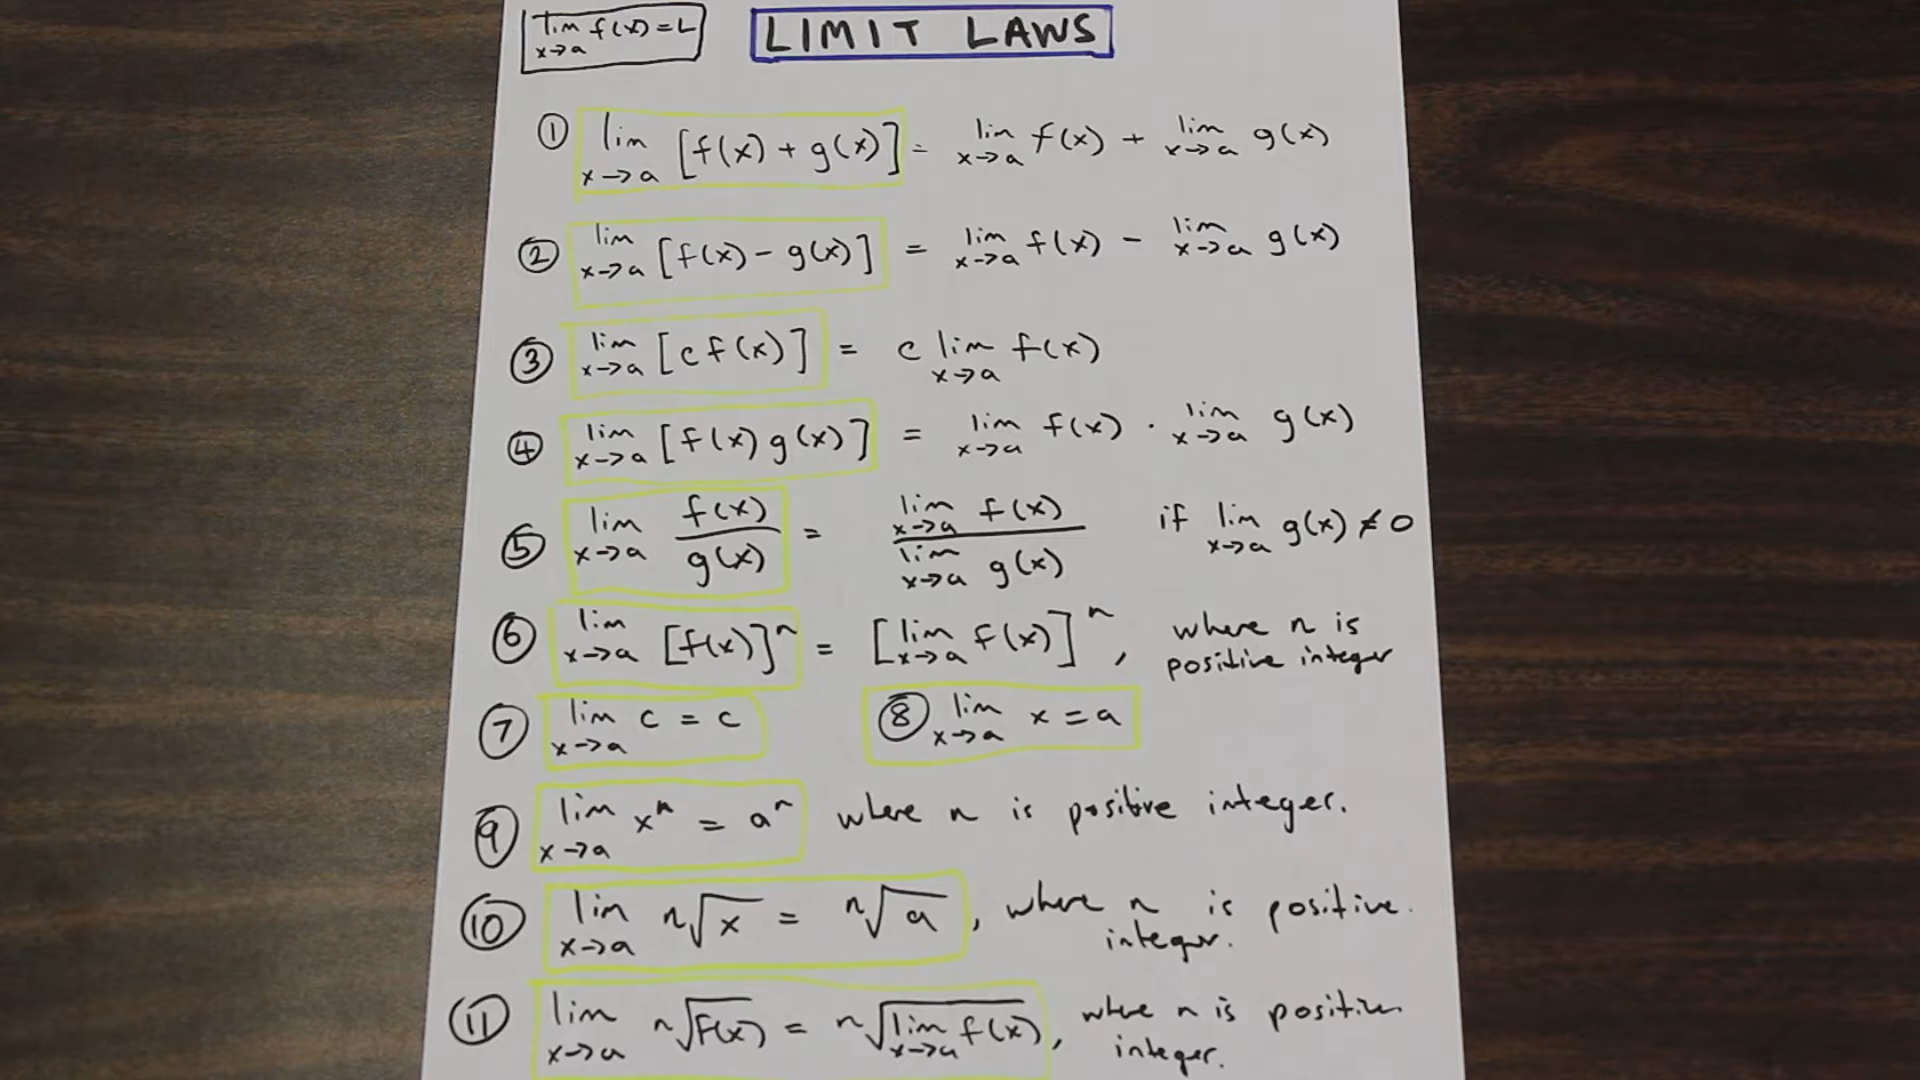 lim f(x) = L
x→a
LIMIT LAWS
① lim x→a [f(x) + g(x)] = lim x→a f(x) + lim x→a g(x)
② lim x→a [f(x) - g(x)] = lim x→a f(x) - lim x→a g(x)
③ lim x→a [c f(x)] = c lim x→a f(x)
④ lim x→a [f(x) g(x)] = lim x→a f(x) · lim x→a g(x)
⑤ lim x→a f(x)/g(x) = lim x→a f(x) / lim x→a g(x) if lim x→a g(x) ≠ 0
⑥ lim x→a [f(x)]ⁿ = [lim x→a f(x)]ⁿ, where n is
positive integer
⑦ lim x→a c = c
⑧ lim x→a x = a
⑨ lim x→a xⁿ = aⁿ where n is positive integer.
⑩ lim x→a ⁿ√x = ⁿ√a, where n is positive.
integer.
⑪ lim x→a ⁿ√f(x) = ⁿ√lim x→a f(x), where n is positive
integer.